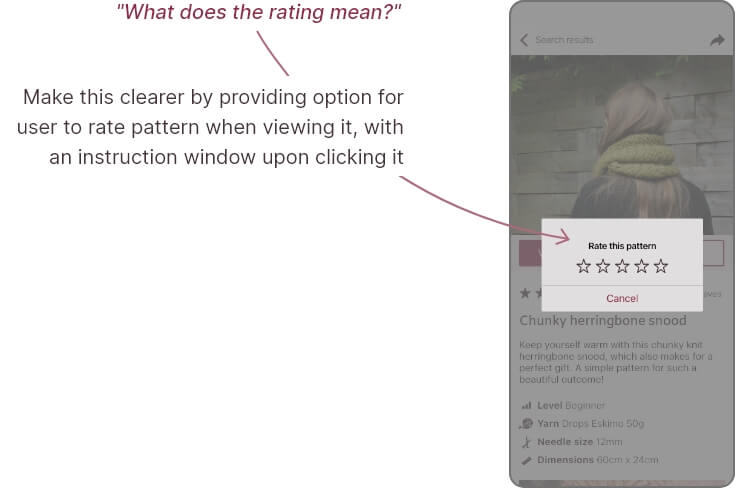 "What does the rating mean?"
Make this clearer by providing option for
user to rate pattern when viewing it, with
an instruction window upon clicking it
Search results
Rate this pattern
Cancel
Chunky herringbone snood
Keep yourself warm with this chunky knit
herringbone snood, which also makes for a
perfect gift. A simple pattern for such a
beautiful outcome!
Level Beginner
Yarn Drops Eskimo 50g
Needle size 12mm
Dimensions 60cm x 24cm